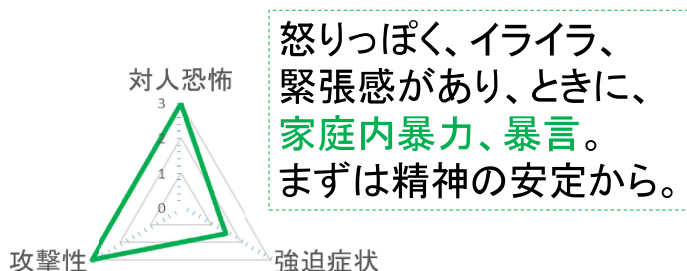 怒りっぽく、イライラ、
緊張感があり、ときに、
家庭内暴力、暴言。
まずは精神の安定から。
対人恐怖
3
2
1
0
攻撃性
強迫症状